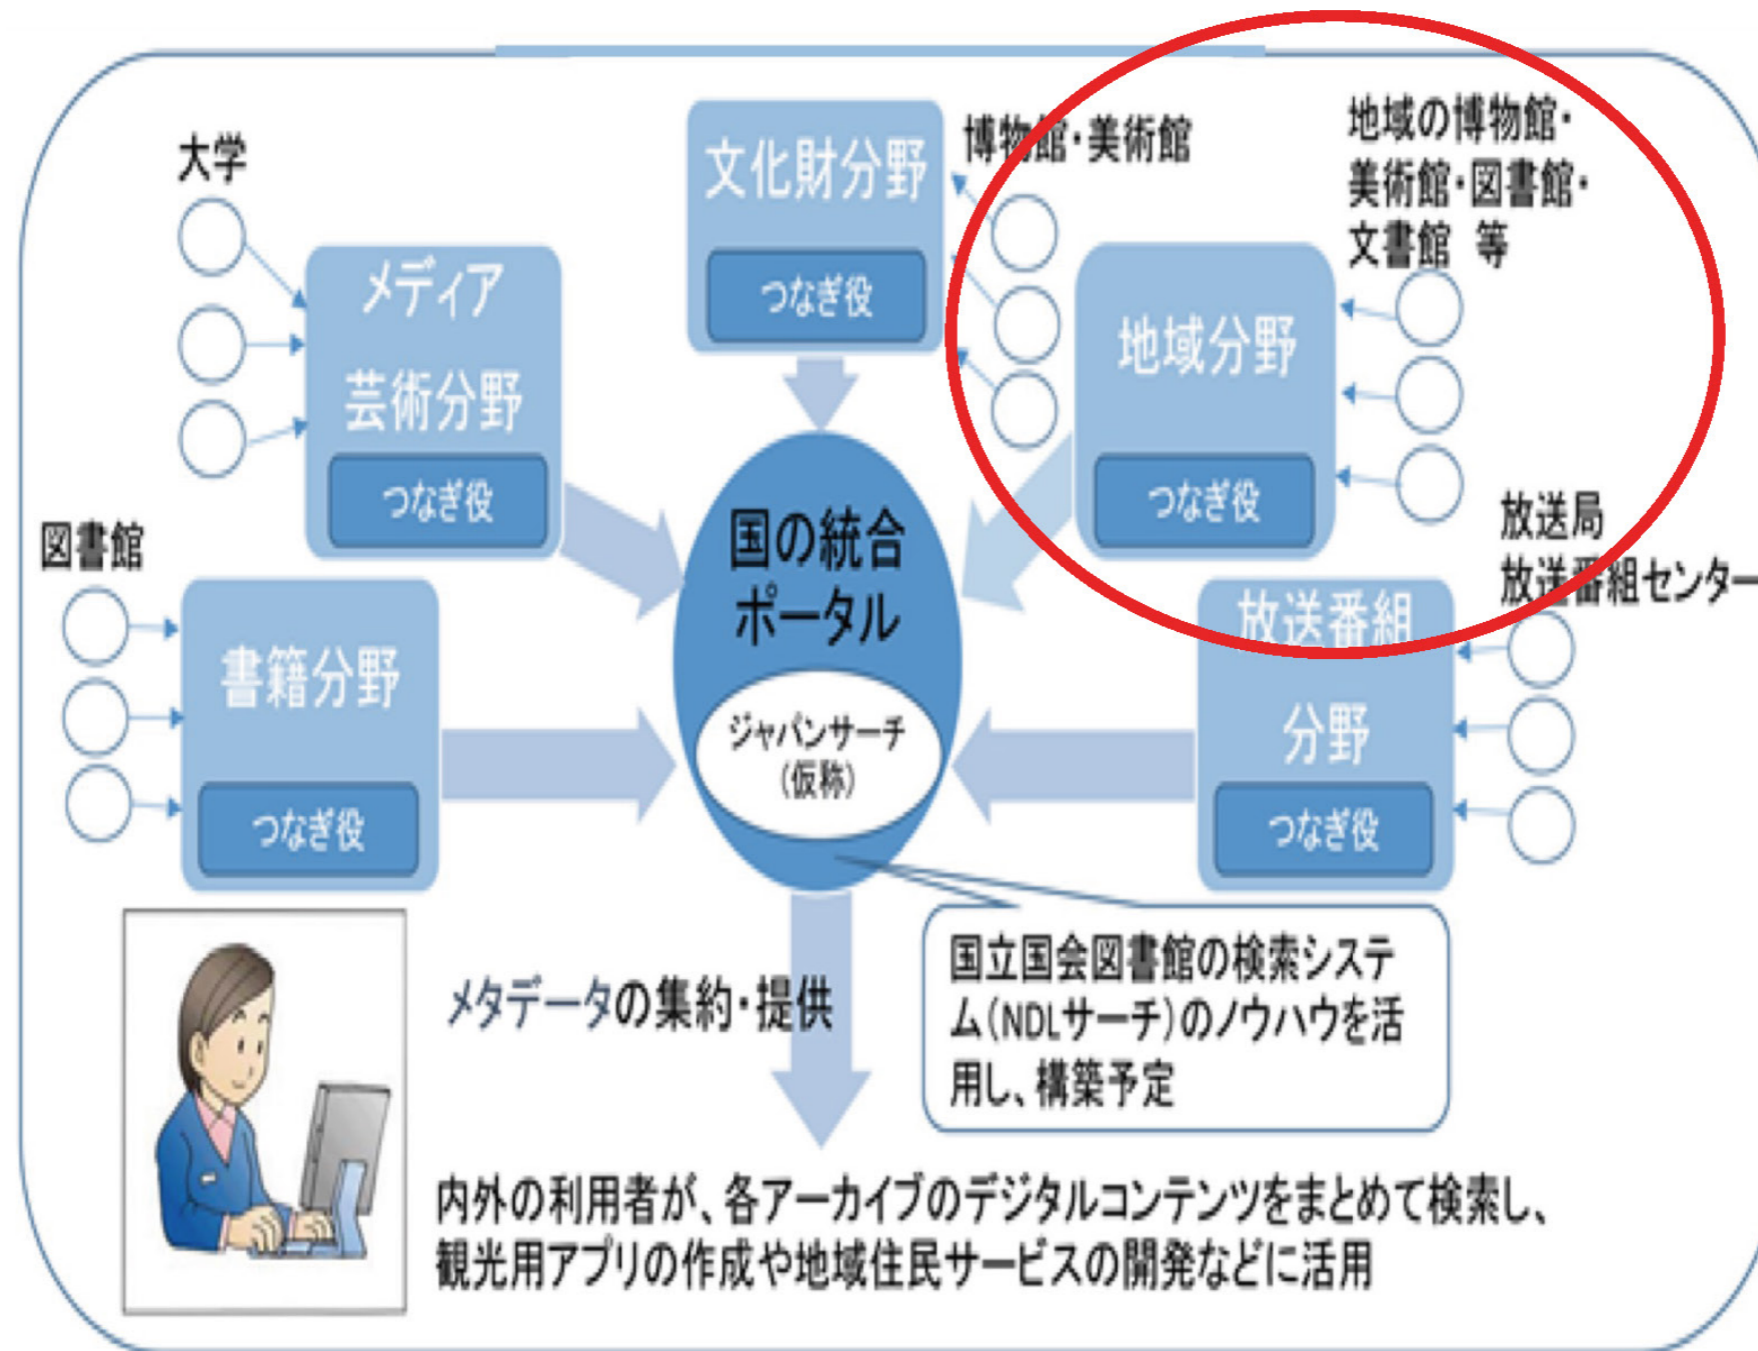 大学
メディア
芸術分野
つなぎ役
文化財分野
つなぎ役
博物館・美術館
地域の博物館・
美術館・図書館・
文書館 等
地域分野
つなぎ役
図書館
書籍分野
つなぎ役
国の統合
ポータル
ジャパンサーチ
(仮称)
放送局
放送番組センター
放送番組
分野
つなぎ役
メタデータの集約・提供
国立国会図書館の検索システ
ム(NDLサーチ)のノウハウを活
用し、構築予定
内外の利用者が、各アーカイブのデジタルコンテンツをまとめて検索し、
観光用アプリの作成や地域住民サービスの開発などに活用